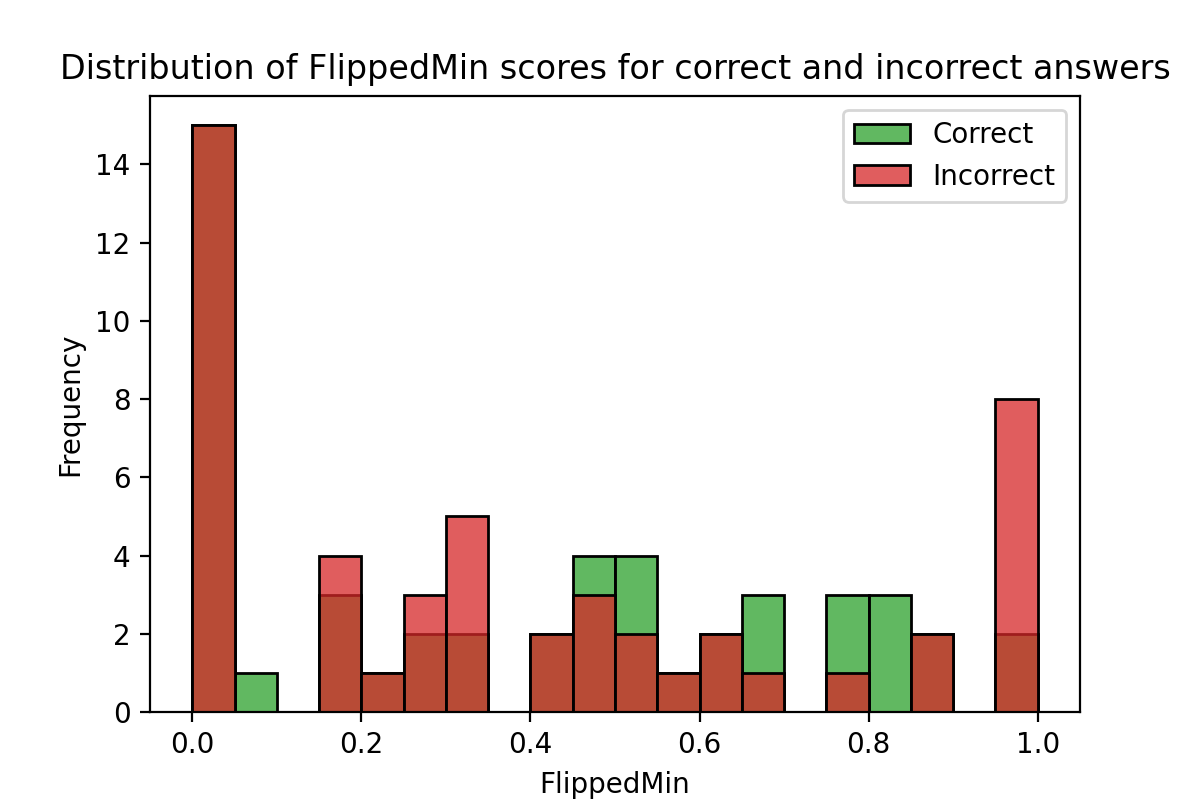 Distribution of FlippedMin scores for correct and incorrect answers
Correct
Incorrect
14
12
10
8
6
4
2
0
Frequency
0.0 0.2 0.4 0.6 0.8 1.0
FlippedMin